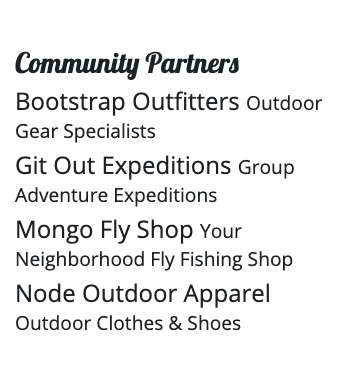 Community Partners
Bootstrap Outfitters Outdoor
Gear Specialists
Git Out Expeditions Group
Adventure Expeditions
Mongo Fly Shop Your
Neighborhood Fly Fishing Shop
Node Outdoor Apparel
Outdoor Clothes & Shoes